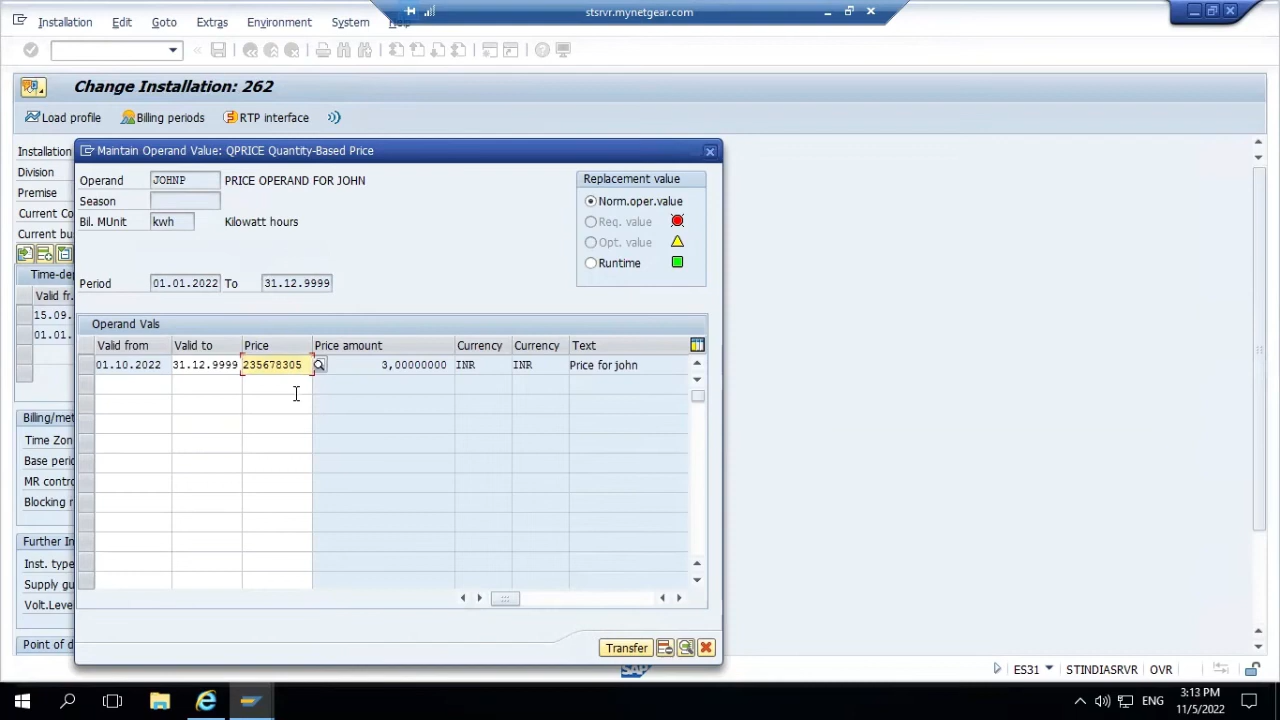 stsrvr.mynetgear.com
Installation Edit Goto Extras Environment System Help
Change Installation: 262
Load profile Billing periods RTP interface
Installation
Division
Premise
Current Co
Current bu
Time-dep
Valid fr.
15.09.
01.01.
Billing/me
Time Zon
Base perio
MR contro
Blocking r
Further In
Inst. type
Supply gu
Volt.Leve
Point of d
Maintain Operand Value: QPRICE Quantity-Based Price
Operand JOHNP PRICE OPERAND FOR JOHN
Season
Bil. MUnit kwh Kilowatt hours
Period 01.01.2022 To 31.12.9999
Replacement value
Norm.oper.value
Req. value
Opt. value
Runtime
Operand Vals
Valid from Valid to Price Price amount Currency Currency Text
01.10.2022 31.12.9999 235678305 3,00000000 INR INR Price for john
Transfer
SAP
ES31 STINDIASRVR OVR
ENG
3:13 PM
11/5/2022